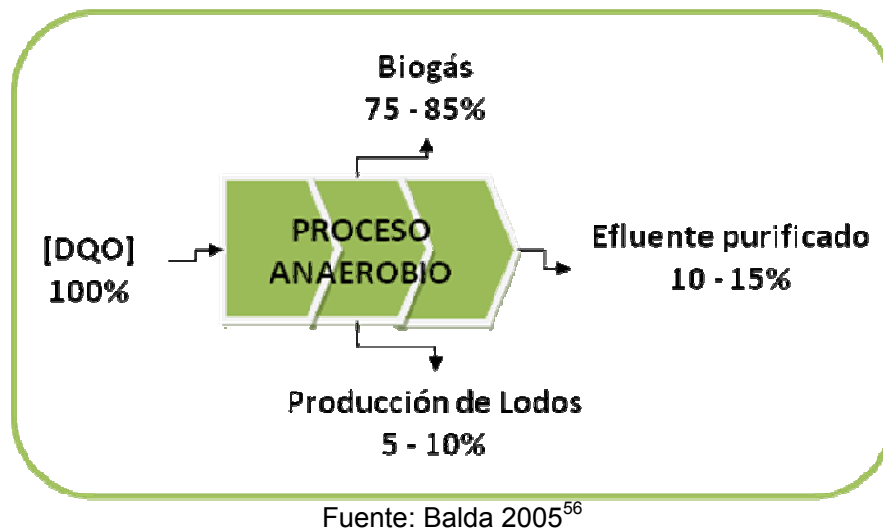 Biogás
75 - 85%
[DQO]
100%
PROCESO
ANAEROBIO
Efluente purificado
10 - 15%
Producción de Lodos
5 - 10%
Fuente: Balda 2005⁵⁶